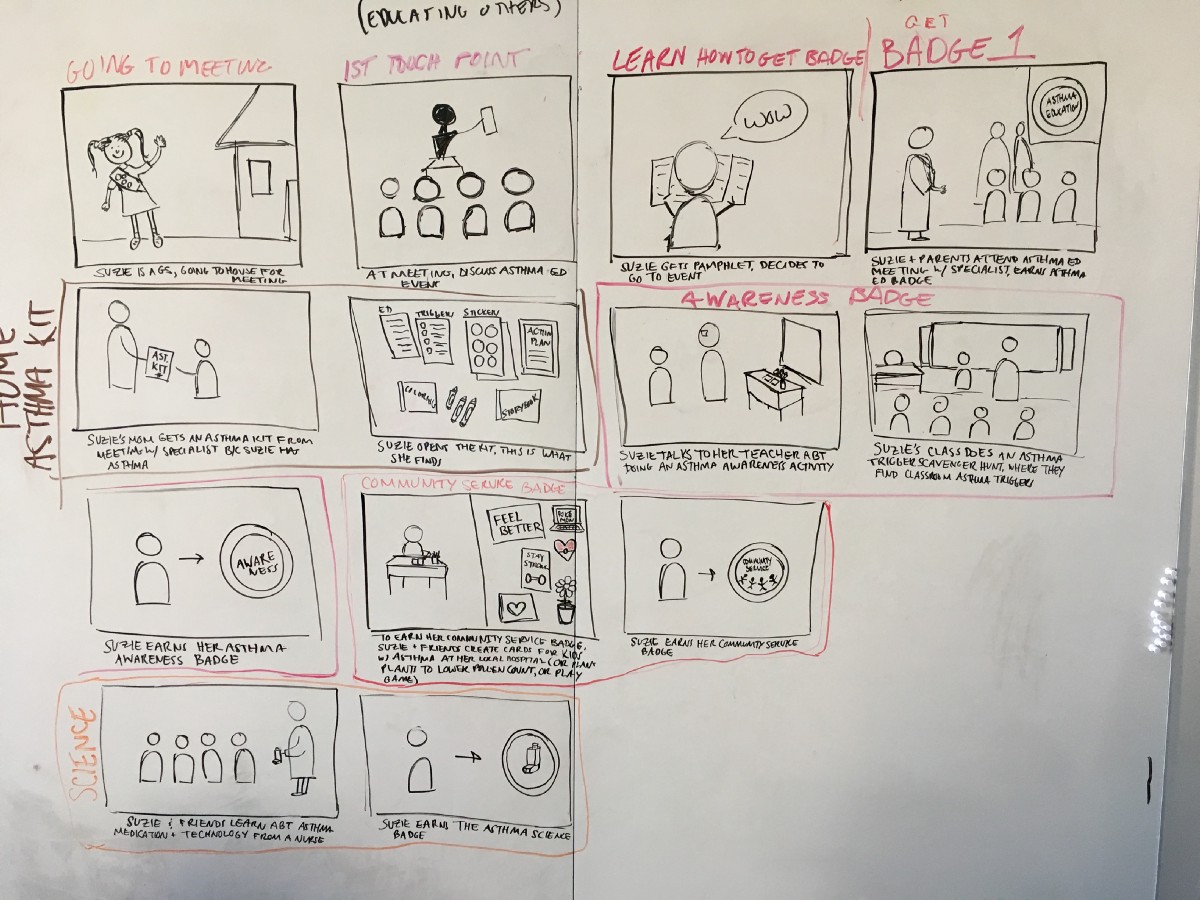 (EDUCATING OTHERS)
GOING TO MEETING
1ST TOUCH POINT
LEARN HOW TO GET BADGE
GET
BADGE 1
WOW
ASTHMA
EDUCATION
SUZIE IS A GS, GOING TO HOUSE FOR
MEETING
AT MEETING, DISCUSS ASTHMA ED
EVENT
SUZIE GETS PAMPHLET, DECIDES TO
GO TO EVENT
SUZIE + PARENTS ATTEND ASTHMA ED
MEETING W/ SPECIALIST, EARNS ASTHMA
ED BADGE
HOME
ASTHMA KIT
AST.
KIT
ED
TRIGGERS
STICKERS
ACTION
PLAN
COLORING
STORYBOOK
SUZIE'S MOM GETS AN ASTHMA KIT FROM
MEETING W/ SPECIALIST B/C SUZIE HAS
ASTHMA
SUZIE OPENS THE KIT, THIS IS WHAT
SHE FINDS
AWARENESS BADGE
SUZIE TALKS TO HER TEACHER ABT
DOING AN ASTHMA AWARENESS ACTIVITY
SUZIE'S CLASS DOES AN ASTHMA
TRIGGER SCAVENGER HUNT, WHERE THEY
FIND CLASSROOM ASTHMA TRIGGERS
AWARE
NESS
SUZIE EARNS HER ASTHMA
AWARENESS BADGE
COMMUNITY SERVICE BADGE
FEEL
BETTER
POKE
MON
STAY
STRONG
TO EARN HER COMMUNITY SERVICE BADGE,
SUZIE + FRIENDS CREATE CARDS FOR KIDS
W/ ASTHMA AT HER LOCAL HOSPITAL (OR PLANT
PLANTS TO LOWER POLLEN COUNT, OR PLAY
GAME)
COMMUNITY
SERVICE
SUZIE EARNS HER COMMUNITY SERVICE
BADGE
SCIENCE
SUZIE & FRIENDS LEARN ABT ASTHMA
MEDICATION + TECHNOLOGY FROM A NURSE
SUZIE EARNS THE ASTHMA SCIENCE
BADGE